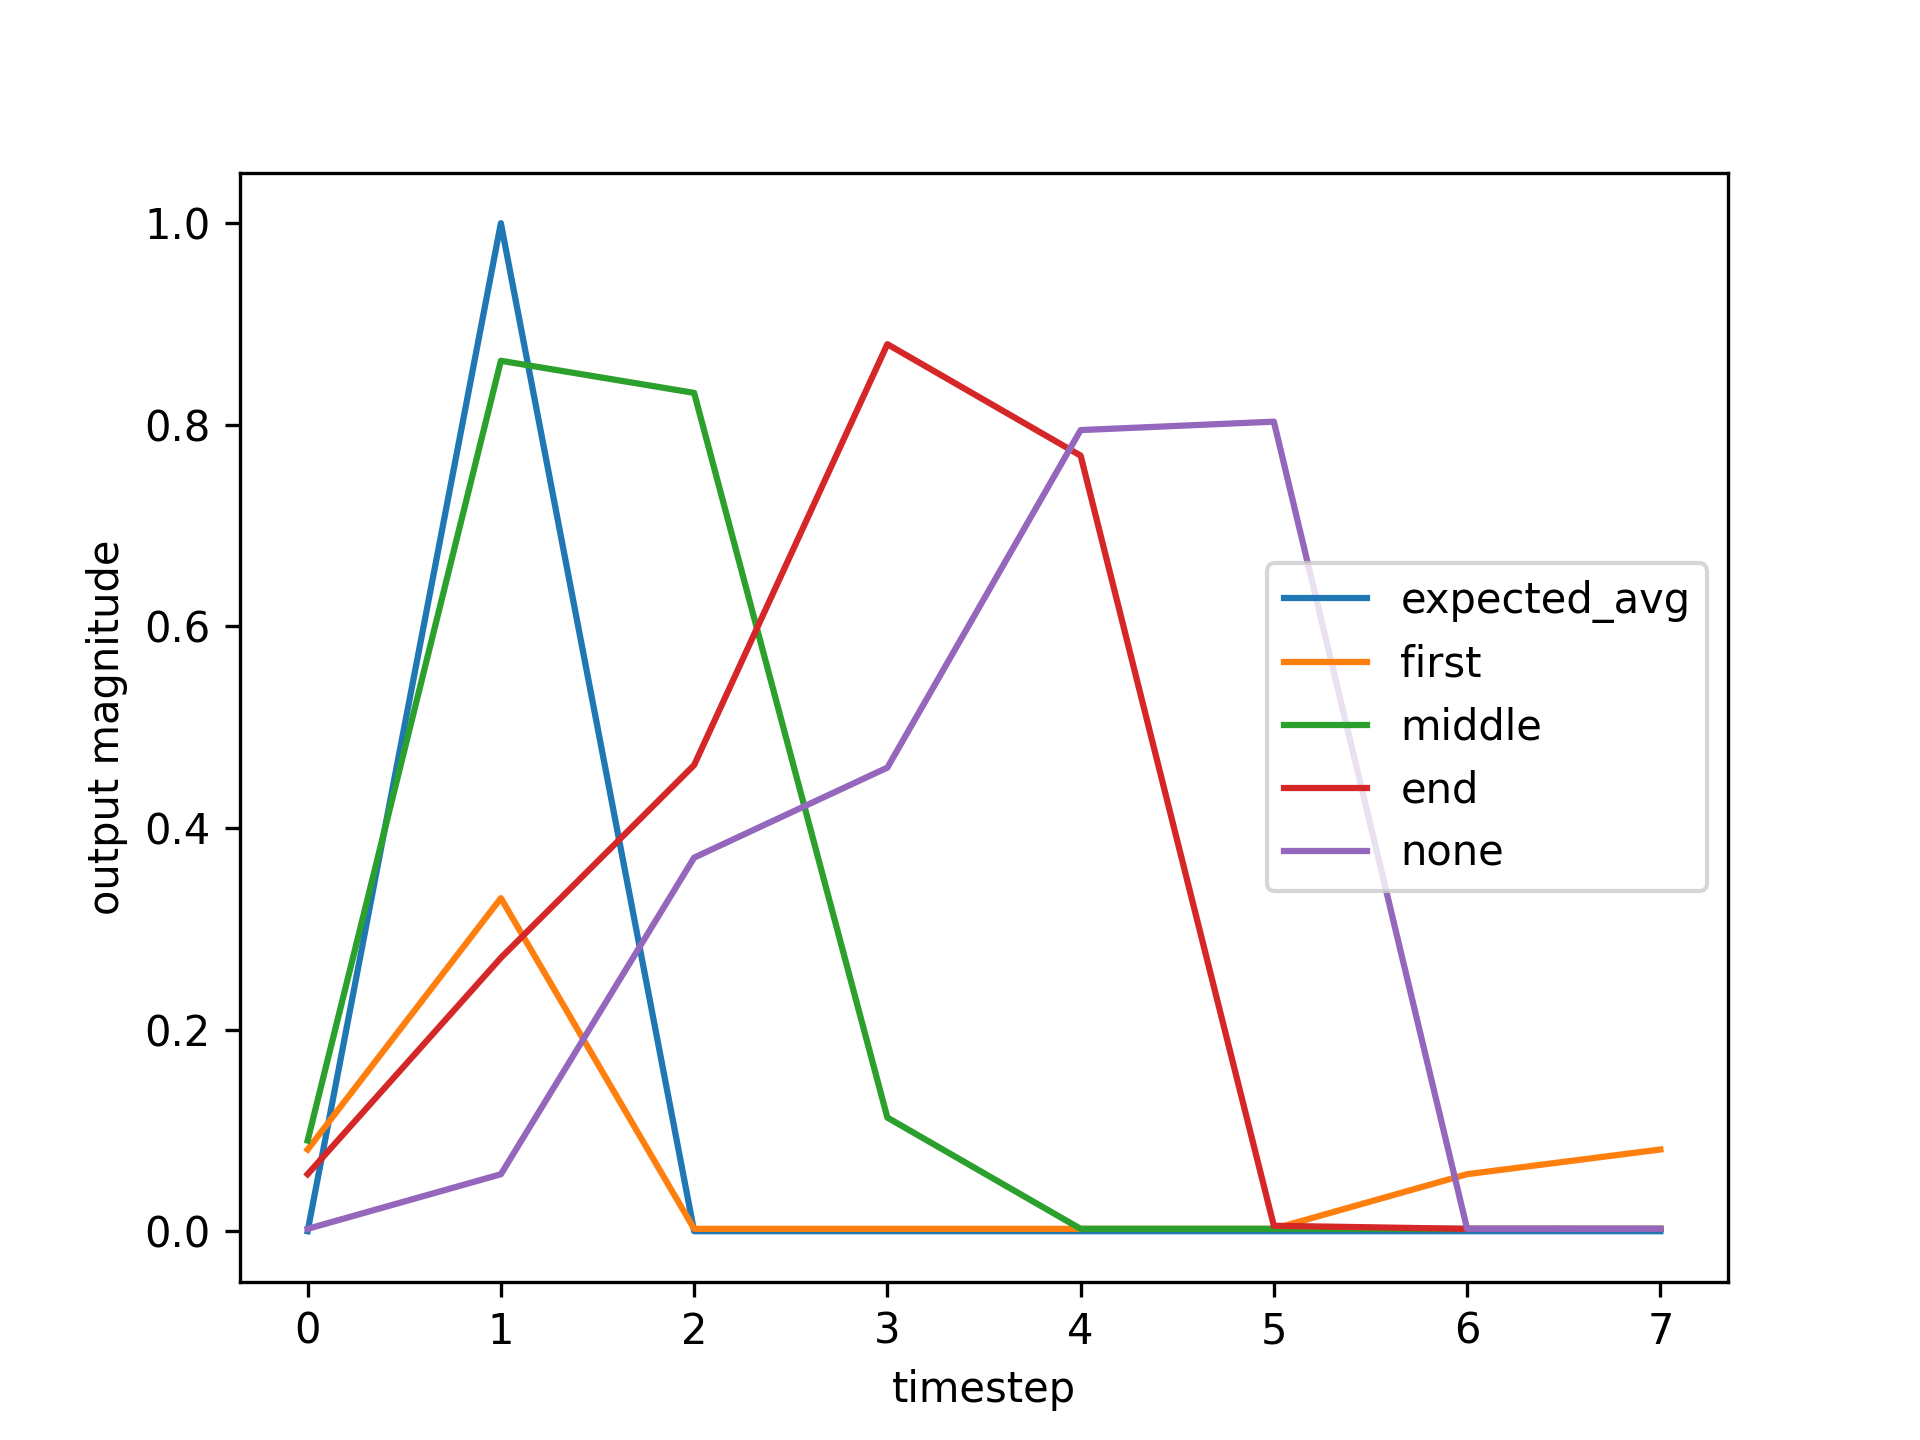 1.0
0.8
0.6
0.4
0.2
0.0
output magnitude
0 1 2 3 4 5 6 7
timestep
expected_avg
first
middle
end
none